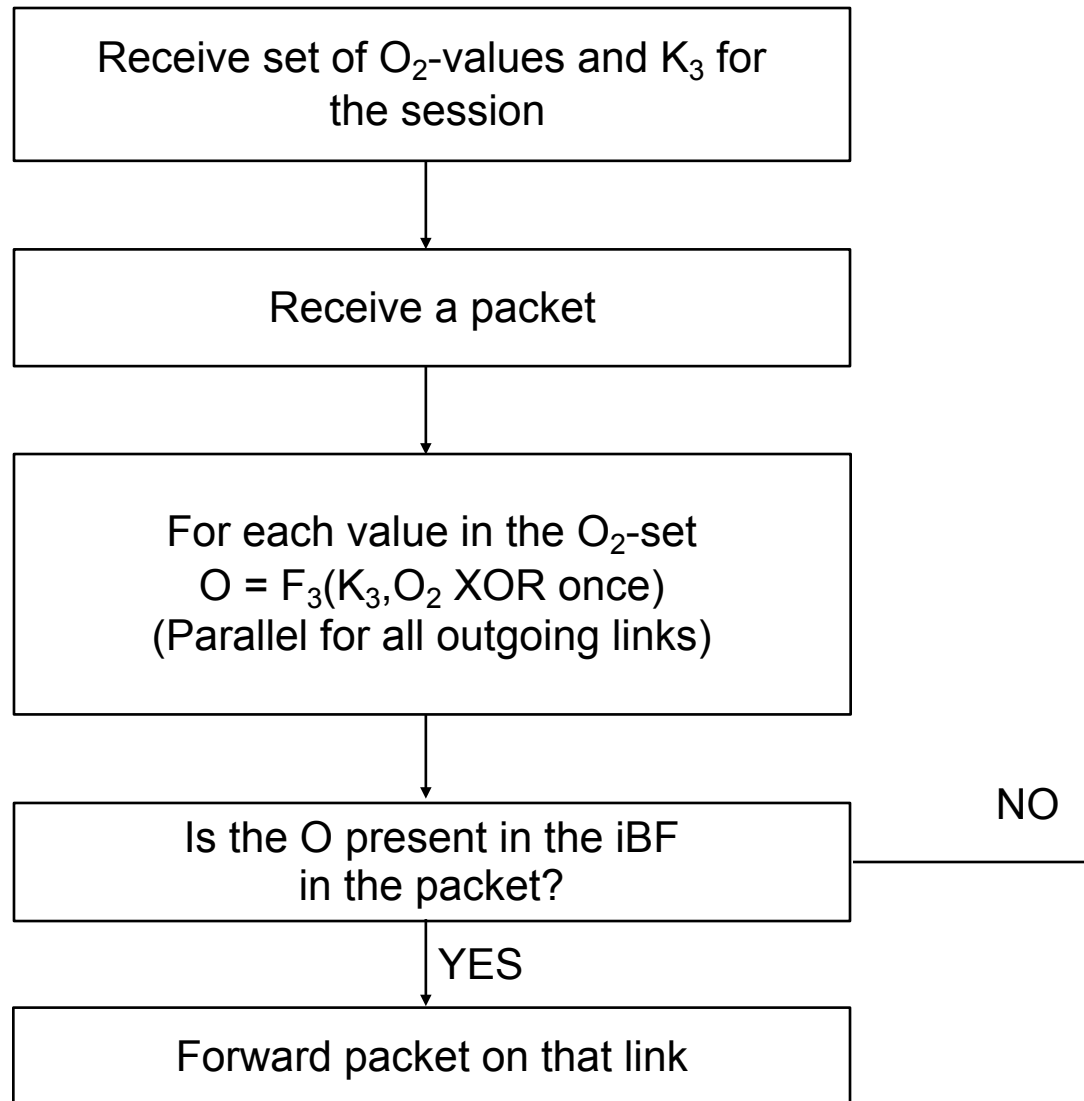 Receive set of O₂-values and K₃ for
the session
Receive a packet
For each value in the O₂-set
O = F₃(K₃,O₂ XOR once)
(Parallel for all outgoing links)
Is the O present in the iBF
in the packet?
NO
YES
Forward packet on that link